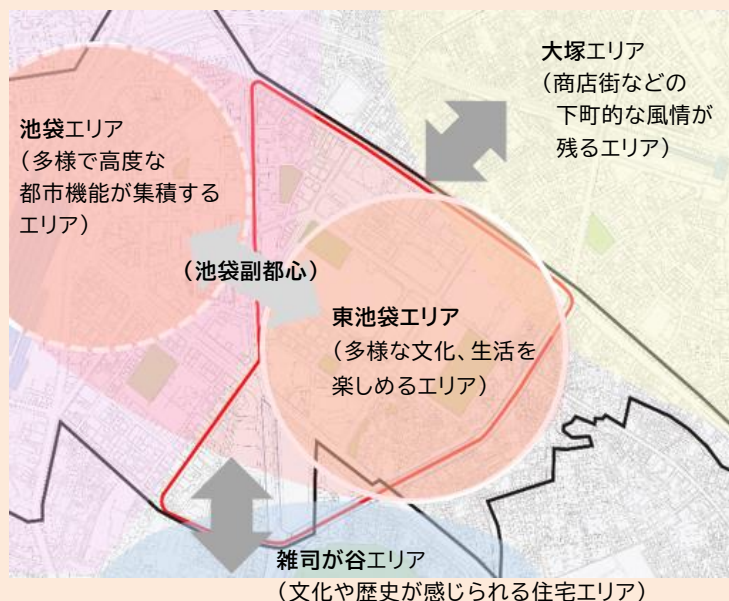 大塚エリア
（商店街などの
下町的な風情が
残るエリア）
池袋エリア
（多様で高度な
都市機能が集積する
エリア）
（池袋副都心）
東池袋エリア
（多様な文化、生活を
楽しめるエリア）
雑司が谷エリア
（文化や歴史が感じられる住宅エリア）